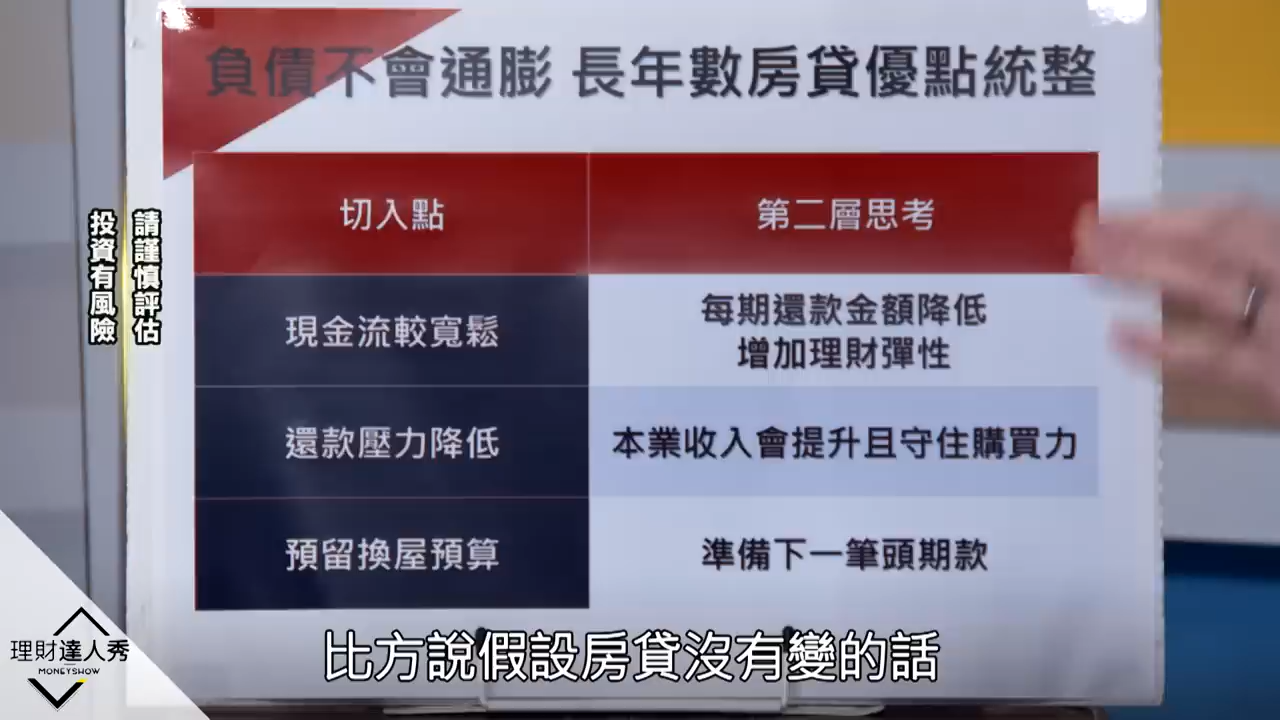 負債不會通膨 長年數房貸優點統整
切入點
第二層思考
現金流較寬鬆
每期還款金額降低
增加理財彈性
還款壓力降低
本業收入會提升且守住購買力
預留換屋預算
準備下一筆頭期款
請謹慎評估
投資有風險
比方說假設房貸沒有變的話
理財達人秀
MONEYSHOW